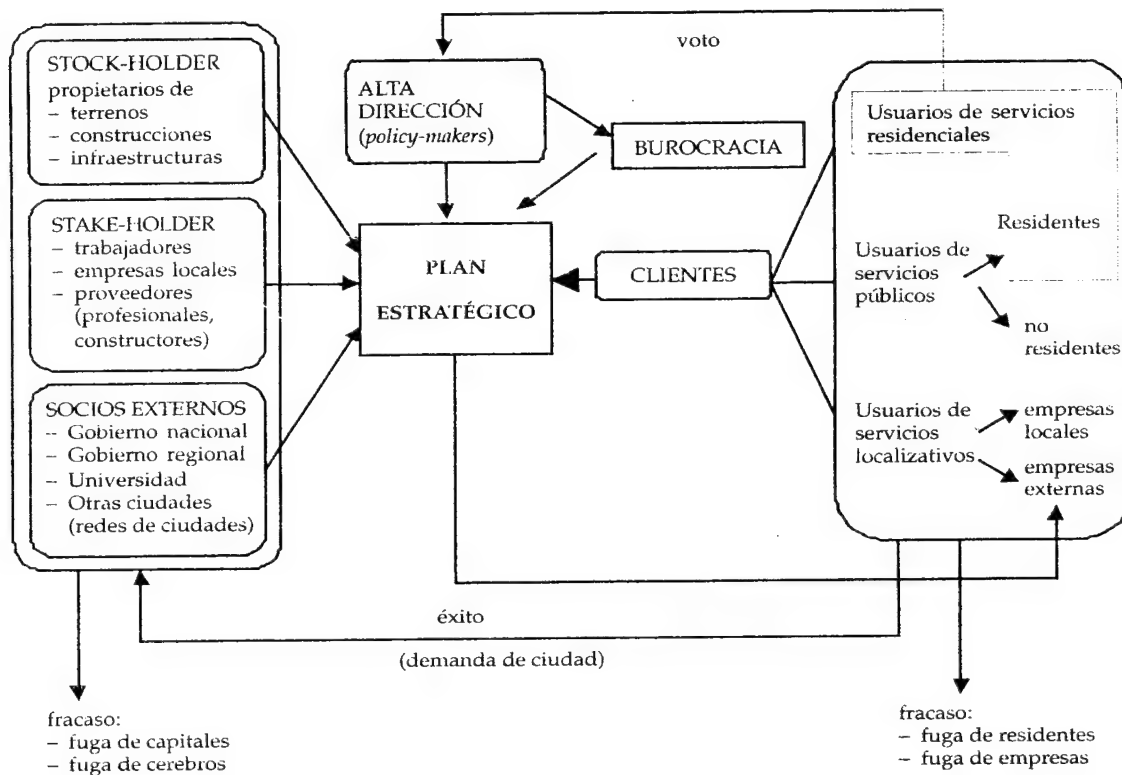 STOCK-HOLDER
propietarios de
– terrenos
– construcciones
– infraestructuras
STAKE-HOLDER
– trabajadores
– empresas locales
– proveedores
(profesionales,
constructores)
SOCIOS EXTERNOS
– Gobierno nacional
– Gobierno regional
– Universidad
– Otras ciudades
(redes de ciudades)
voto
ALTA
DIRECCIÓN
(policy-makers)
BUROCRACIA
PLAN
ESTRATÉGICO
CLIENTES
Usuarios de servicios
residenciales
Residentes
Usuarios de
servicios
públicos
no
residentes
Usuarios de
servicios
localizativos
empresas
locales
empresas
externas
éxito
(demanda de ciudad)
fracaso:
– fuga de capitales
– fuga de cerebros
fracaso:
– fuga de residentes
– fuga de empresas